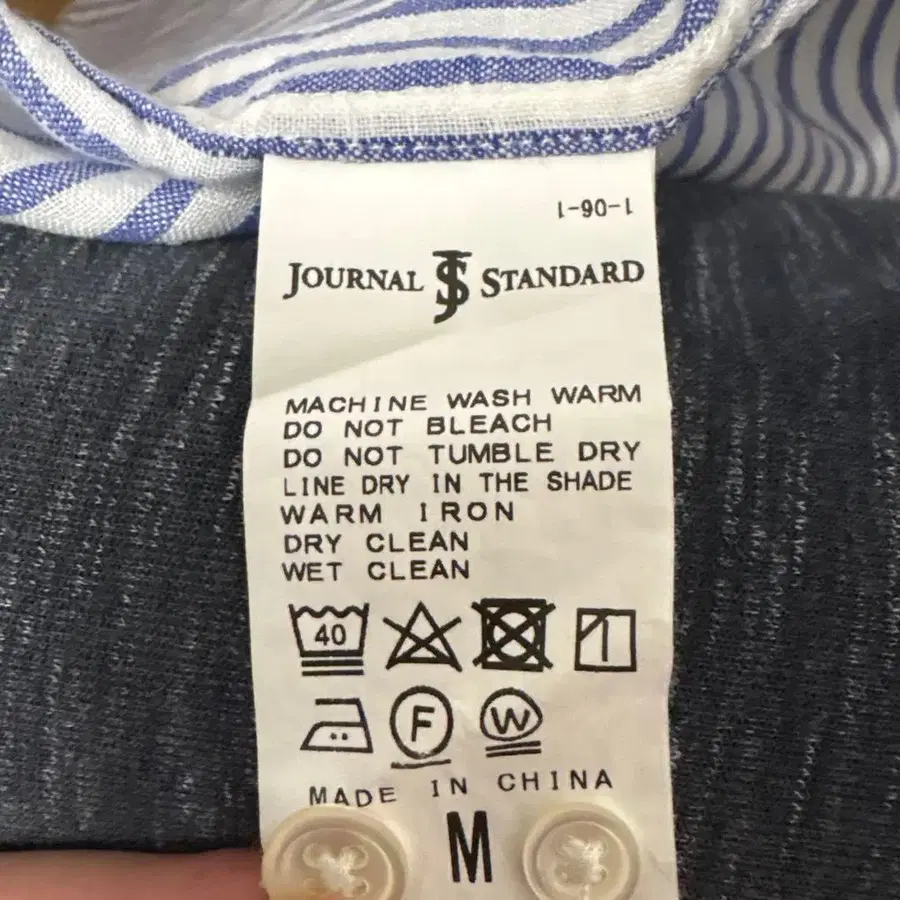 1-06-1
JOURNAL JS STANDARD
MACHINE WASH WARM
DO NOT BLEACH
DO NOT TUMBLE DRY
LINE DRY IN THE SHADE
WARM IRON
DRY CLEAN
WET CLEAN
40
F W
MADE IN CHINA
M